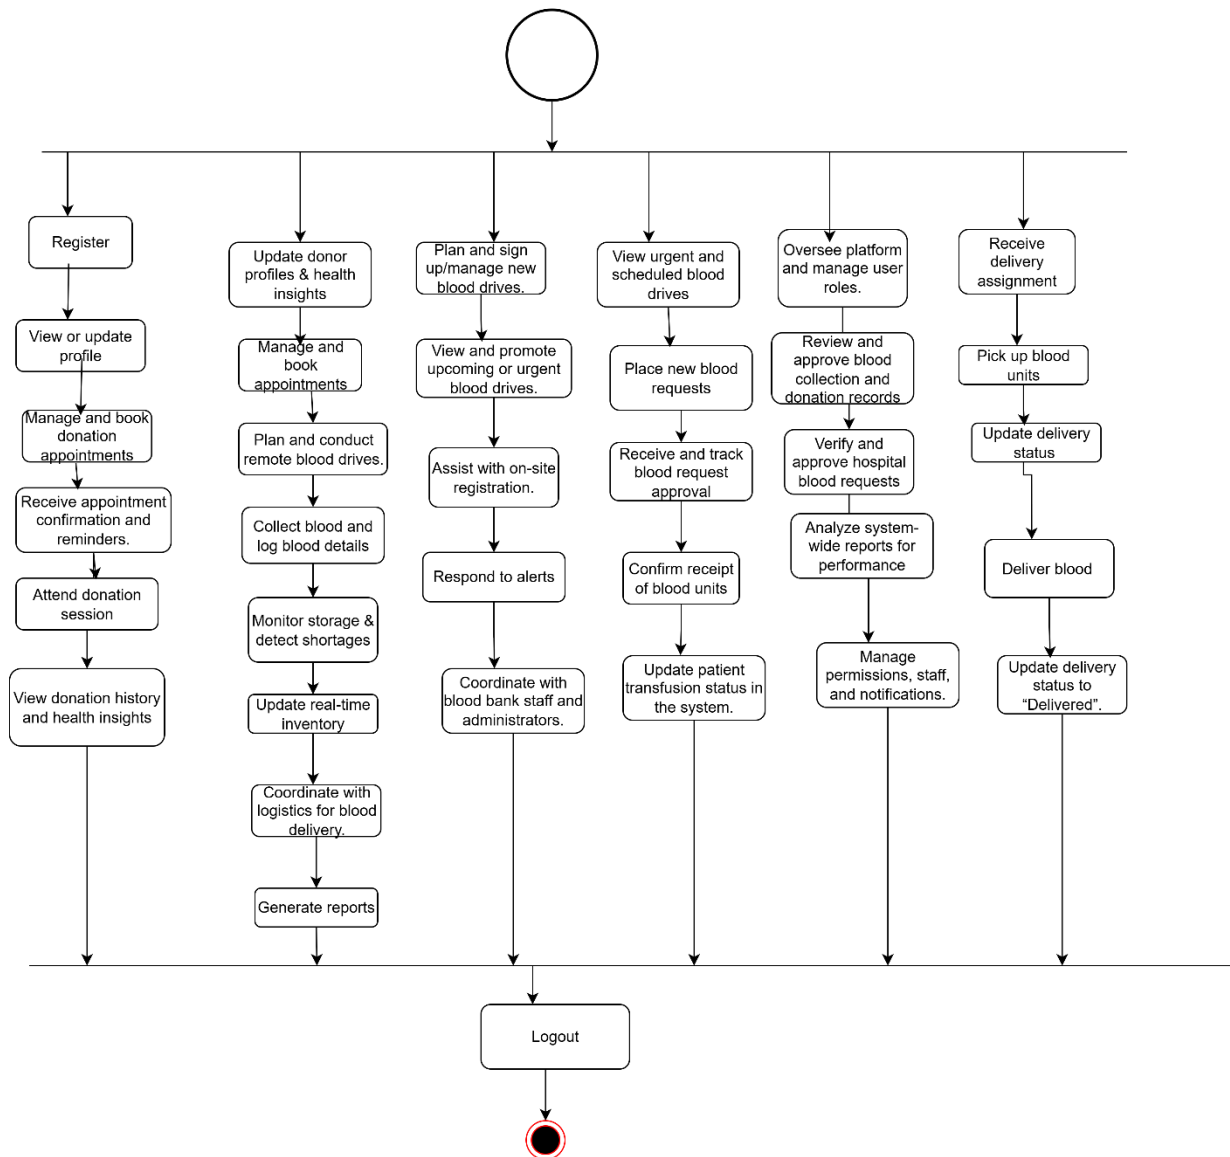 Register
View or update
profile
Manage and book
donation
appointments
Receive appointment
confirmation and
reminders.
Attend donation
session
View donation history
and health insights
Update donor
profiles & health
insights
Manage and
book
appointments
Plan and conduct
remote blood drives.
Collect blood and
log blood details
Monitor storage &
detect shortages
Update real-time
inventory
Coordinate with
logistics for blood
delivery.
Generate reports
Plan and sign
up/manage new
blood drives.
View and promote
upcoming or urgent
blood drives.
Assist with on-site
registration.
Respond to alerts
Coordinate with
blood bank staff and
administrators.
View urgent and
scheduled blood
drives
Place new blood
requests
Receive and track
blood request
approval
Confirm receipt
of blood units
Update patient
transfusion status in
the system.
Oversee platform
and manage user
roles.
Review and
approve blood
collection and
donation records
Verify and
approve hospital
blood requests
Analyze system-
wide reports for
performance
Manage
permissions, staff,
and notifications.
Receive
delivery
assignment
Pick up blood
units
Update delivery
status
Deliver blood
Update delivery
status to
“Delivered”.
Logout